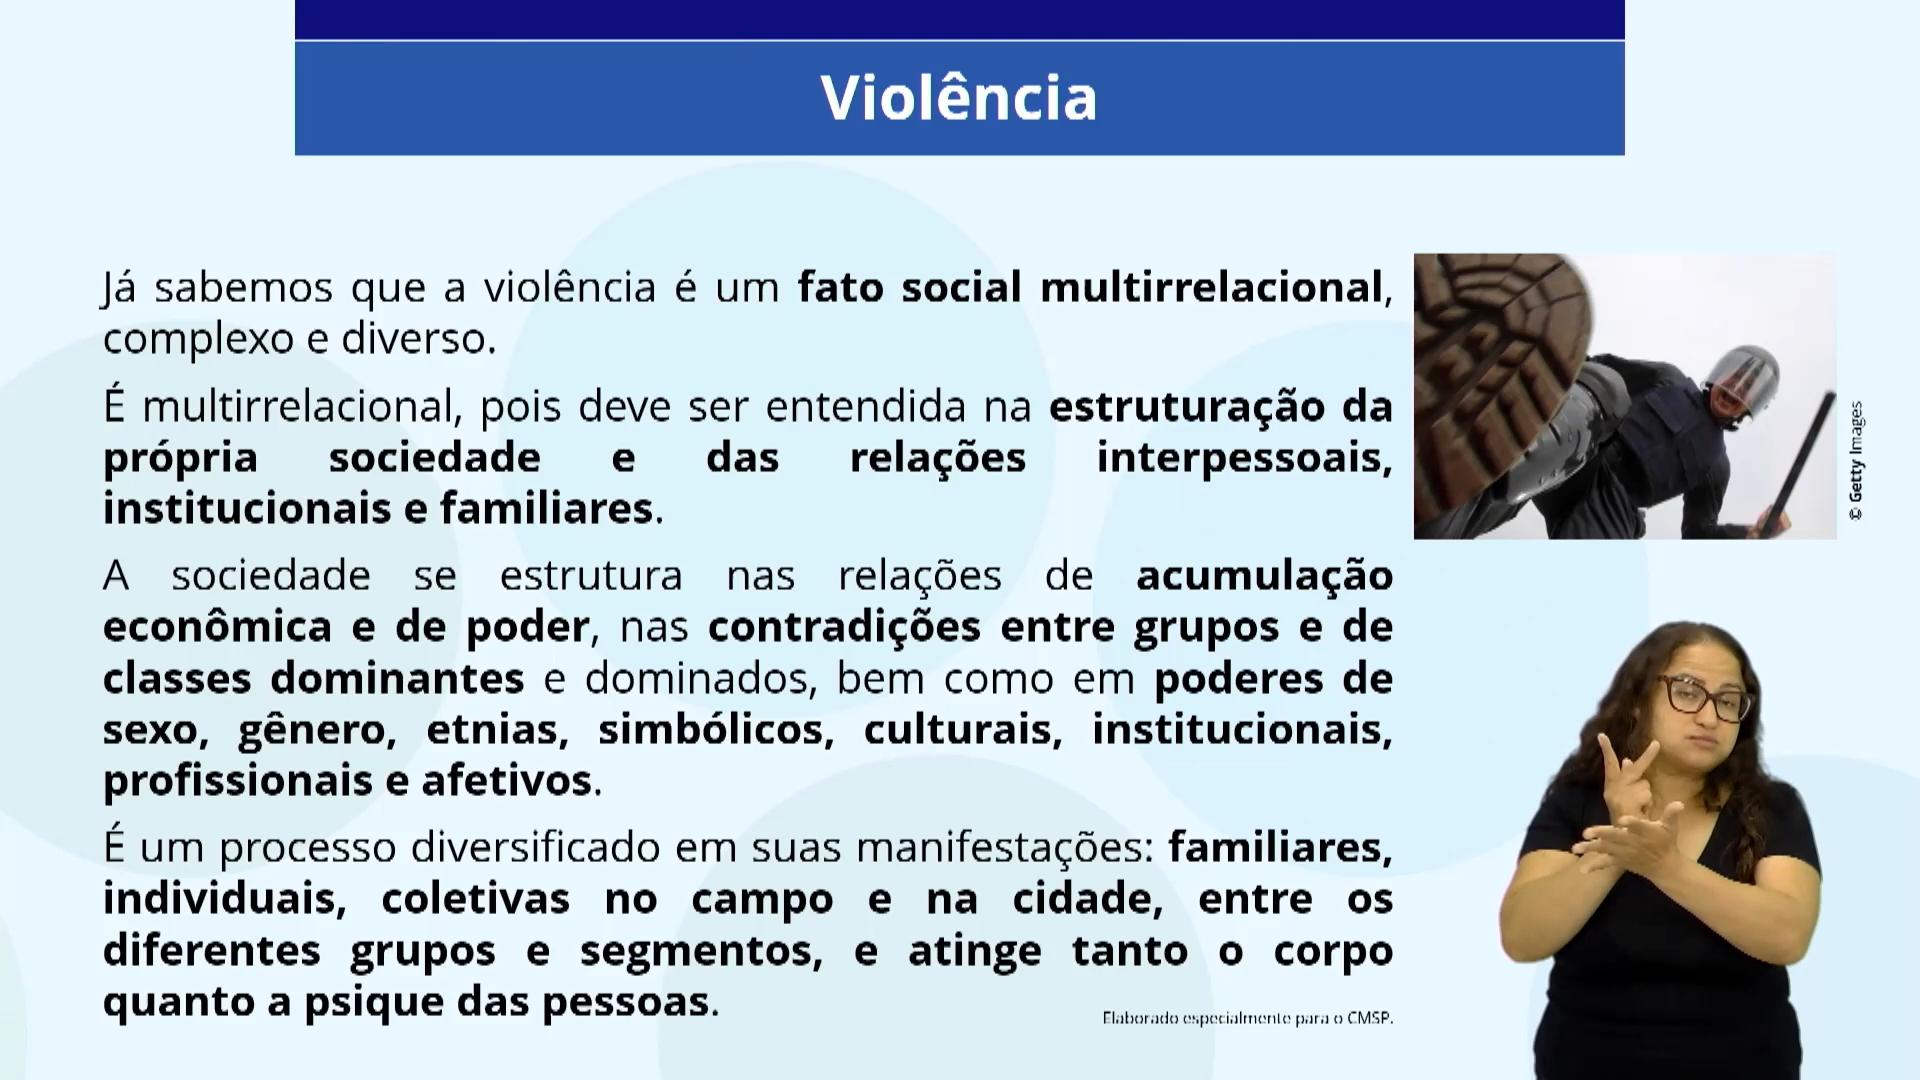 Violência
Já sabemos que a violência é um fato social multirrelacional,
complexo e diverso.
É multirrelacional, pois deve ser entendida na estruturação da
própria sociedade e das relações interpessoais,
institucionais e familiares.
A sociedade se estrutura nas relações de acumulação
econômica e de poder, nas contradições entre grupos e de
classes dominantes e dominados, bem como em poderes de
sexo, gênero, etnias, simbólicos, culturais, institucionais,
profissionais e afetivos.
É um processo diversificado em suas manifestações: familiares,
individuais, coletivas no campo e na cidade, entre os
diferentes grupos e segmentos, e atinge tanto o corpo
quanto a psique das pessoas.
Elaborado especialmente para o CMSP.
© Getty Images